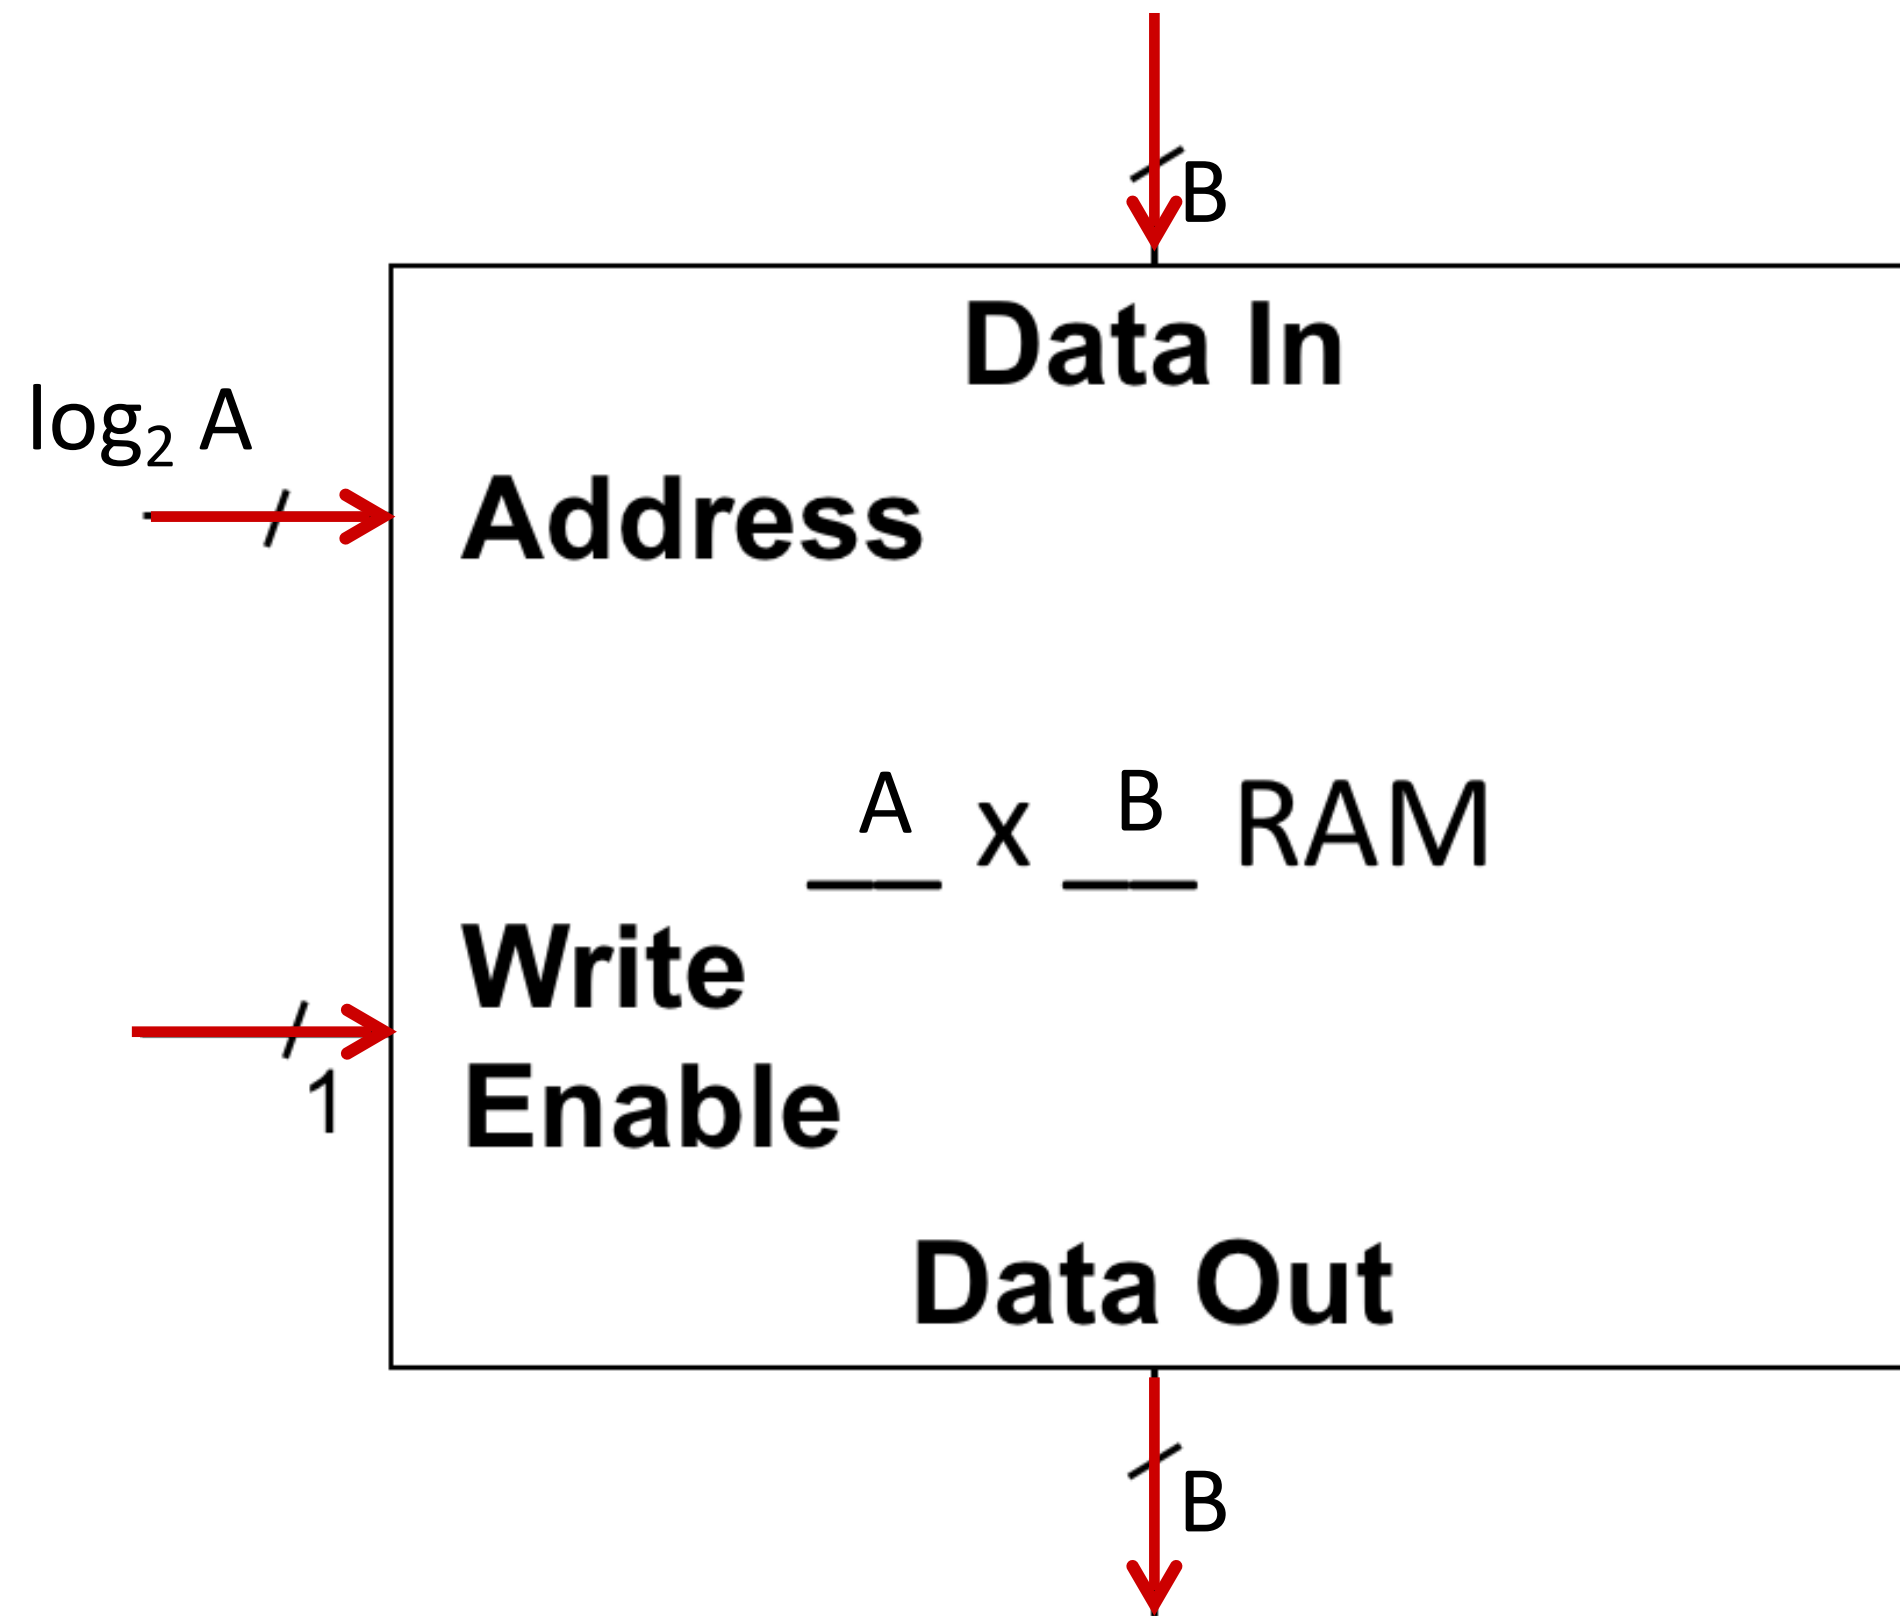 B
Data In
log₂ A
Address
A x B RAM
Write
Enable
1
Data Out
B